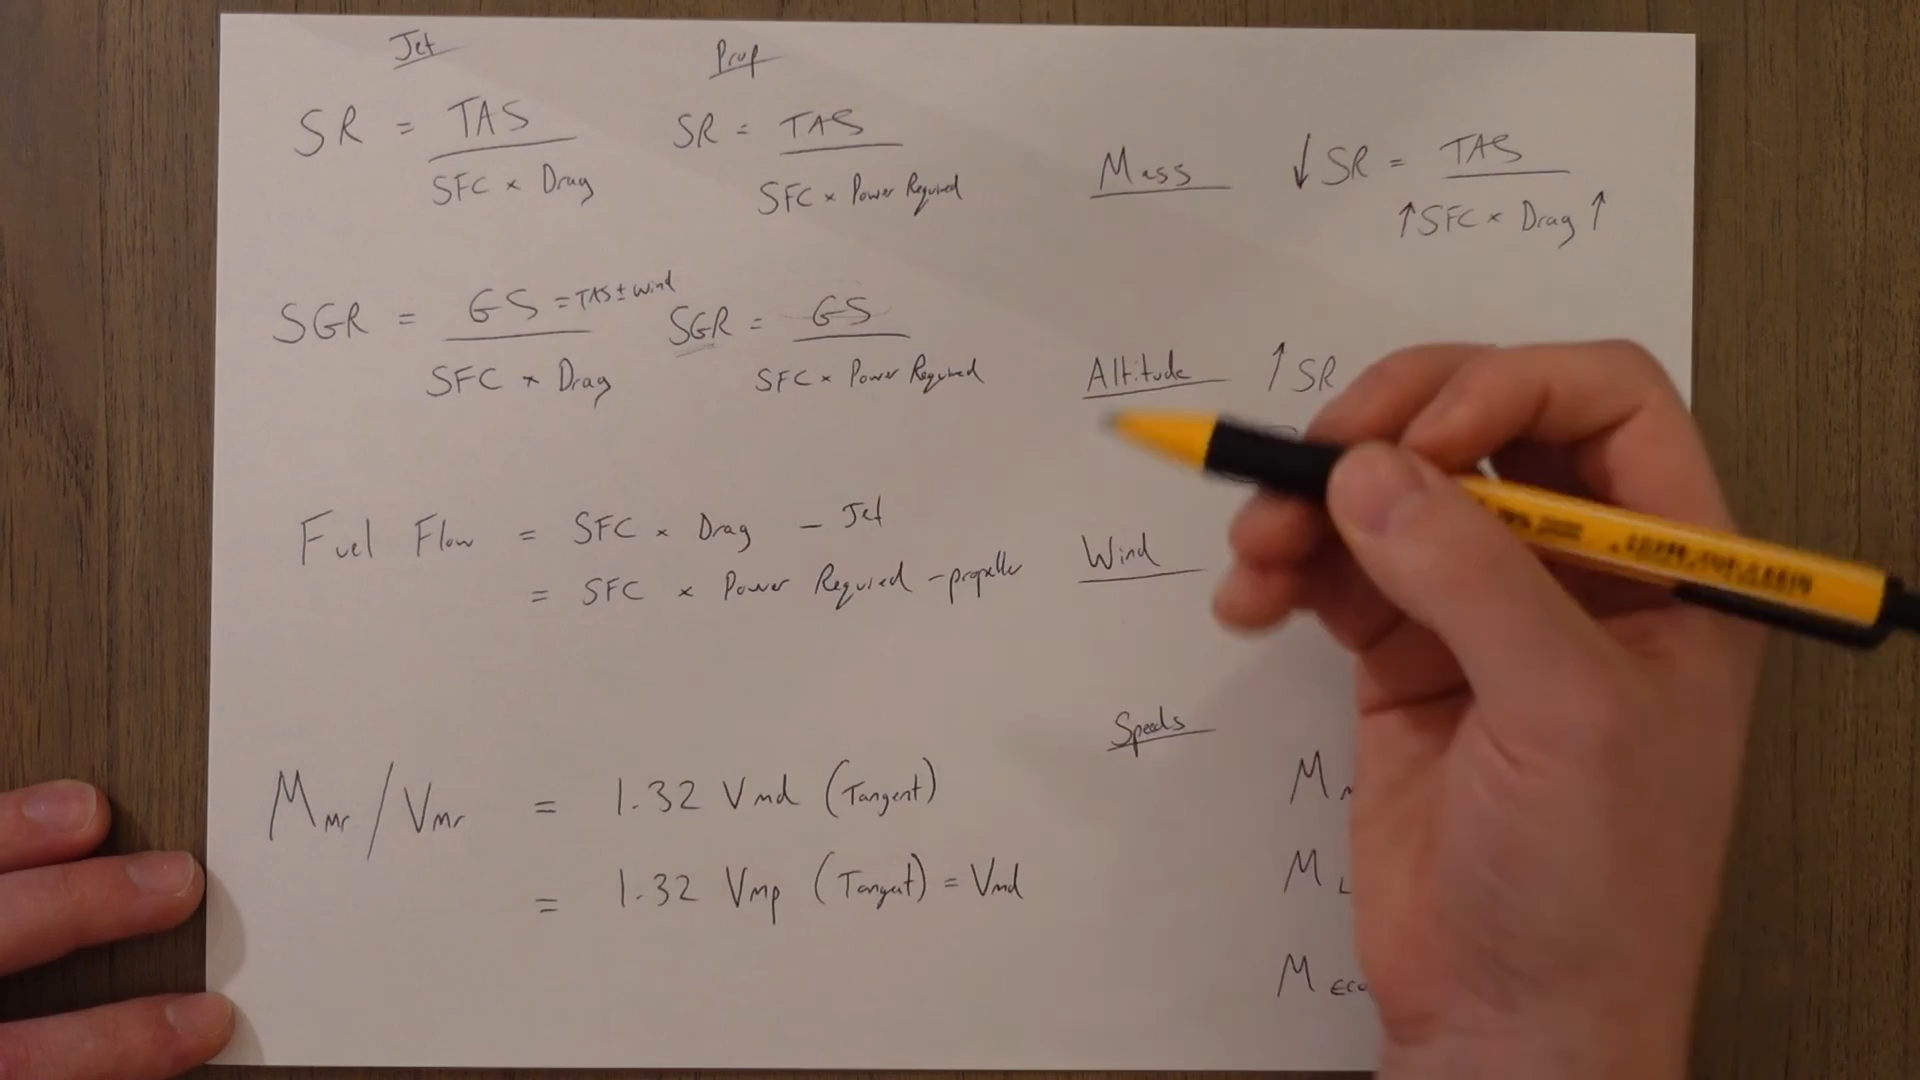 Jet
SR = TAS
SFC × Drag
Prop
SR = TAS
SFC × Power Required
SGR = GS = TAS ± Wind
SFC × Drag
SGR = GS
SFC × Power Required
Fuel Flow = SFC × Drag - Jet
= SFC × Power Required - propeller
Mmr / Vmr = 1.32 Vmd (Tangent)
= 1.32 Vmp (Tangent) = Vmd
Mass ↓ SR = TAS
↑ SFC × Drag ↑
Altitude ↑ SR
Wind
Speeds
M
M L
M